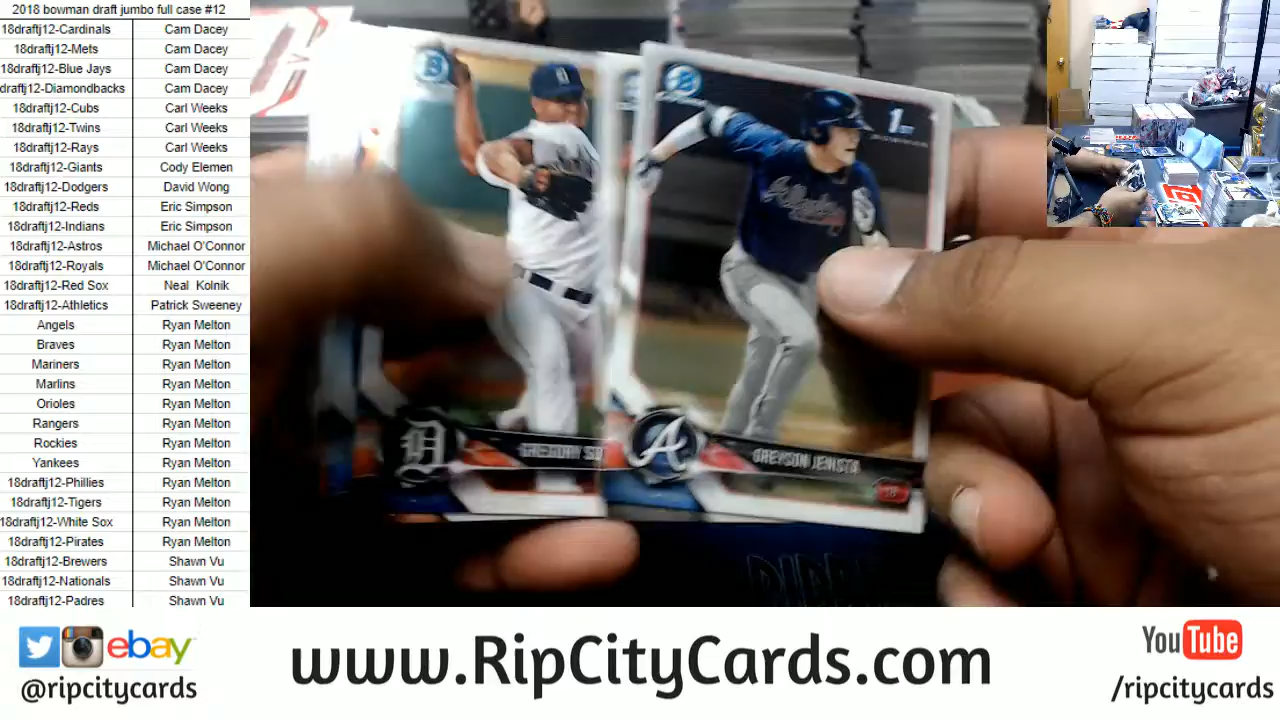 2018 bowman draft jumbo full case #12
18draftj12-Cardinals Cam Dacey
18draftj12-Mets Cam Dacey
18draftj12-Blue Jays Cam Dacey
18draftj12-Diamondbacks Cam Dacey
18draftj12-Cubs Carl Weeks
18draftj12-Twins Carl Weeks
18draftj12-Rays Carl Weeks
18draftj12-Giants Cody Elemen
18draftj12-Dodgers David Wong
18draftj12-Reds Eric Simpson
18draftj12-Indians Eric Simpson
18draftj12-Astros Michael O'Connor
18draftj12-Royals Michael O'Connor
18draftj12-Red Sox Neal Kolnik
18draftj12-Athletics Patrick Sweeney
Angels Ryan Melton
Braves Ryan Melton
Mariners Ryan Melton
Marlins Ryan Melton
Orioles Ryan Melton
Rangers Ryan Melton
Rockies Ryan Melton
Yankees Ryan Melton
18draftj12-Phillies Ryan Melton
18draftj12-Tigers Ryan Melton
18draftj12-White Sox Ryan Melton
18draftj12-Pirates Ryan Melton
18draftj12-Brewers Shawn Vu
18draftj12-Nationals Shawn Vu
18draftj12-Padres Shawn Vu
B
B
1ST
D
GREGORY SO
A
GREYSON JENISTA
ebay
@ripcitycards
www.RipCityCards.com
YouTube
/ripcitycards